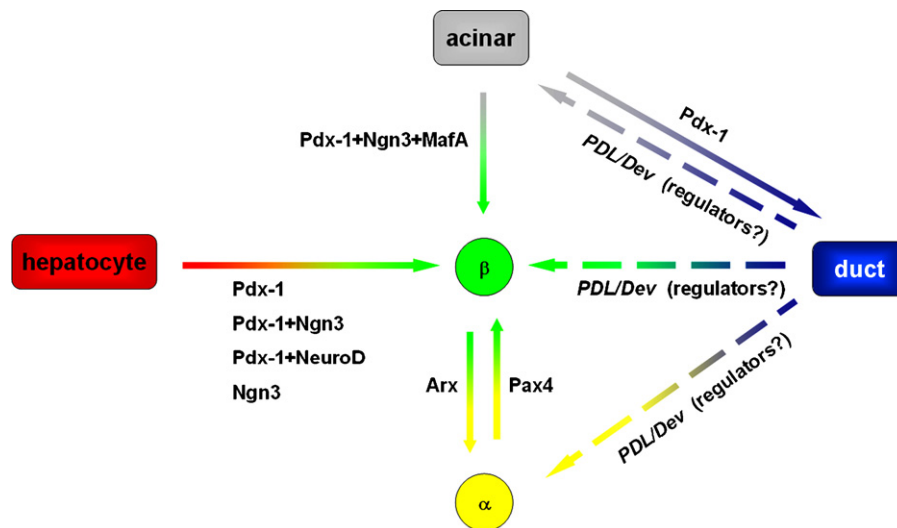 acinar
Pdx-1
PDL/Dev (regulators?)
Pdx-1+Ngn3+MafA
hepatocyte
β
duct
PDL/Dev (regulators?)
Pdx-1
Pdx-1+Ngn3
Pdx-1+NeuroD
Ngn3
Arx
Pax4
PDL/Dev (regulators?)
α